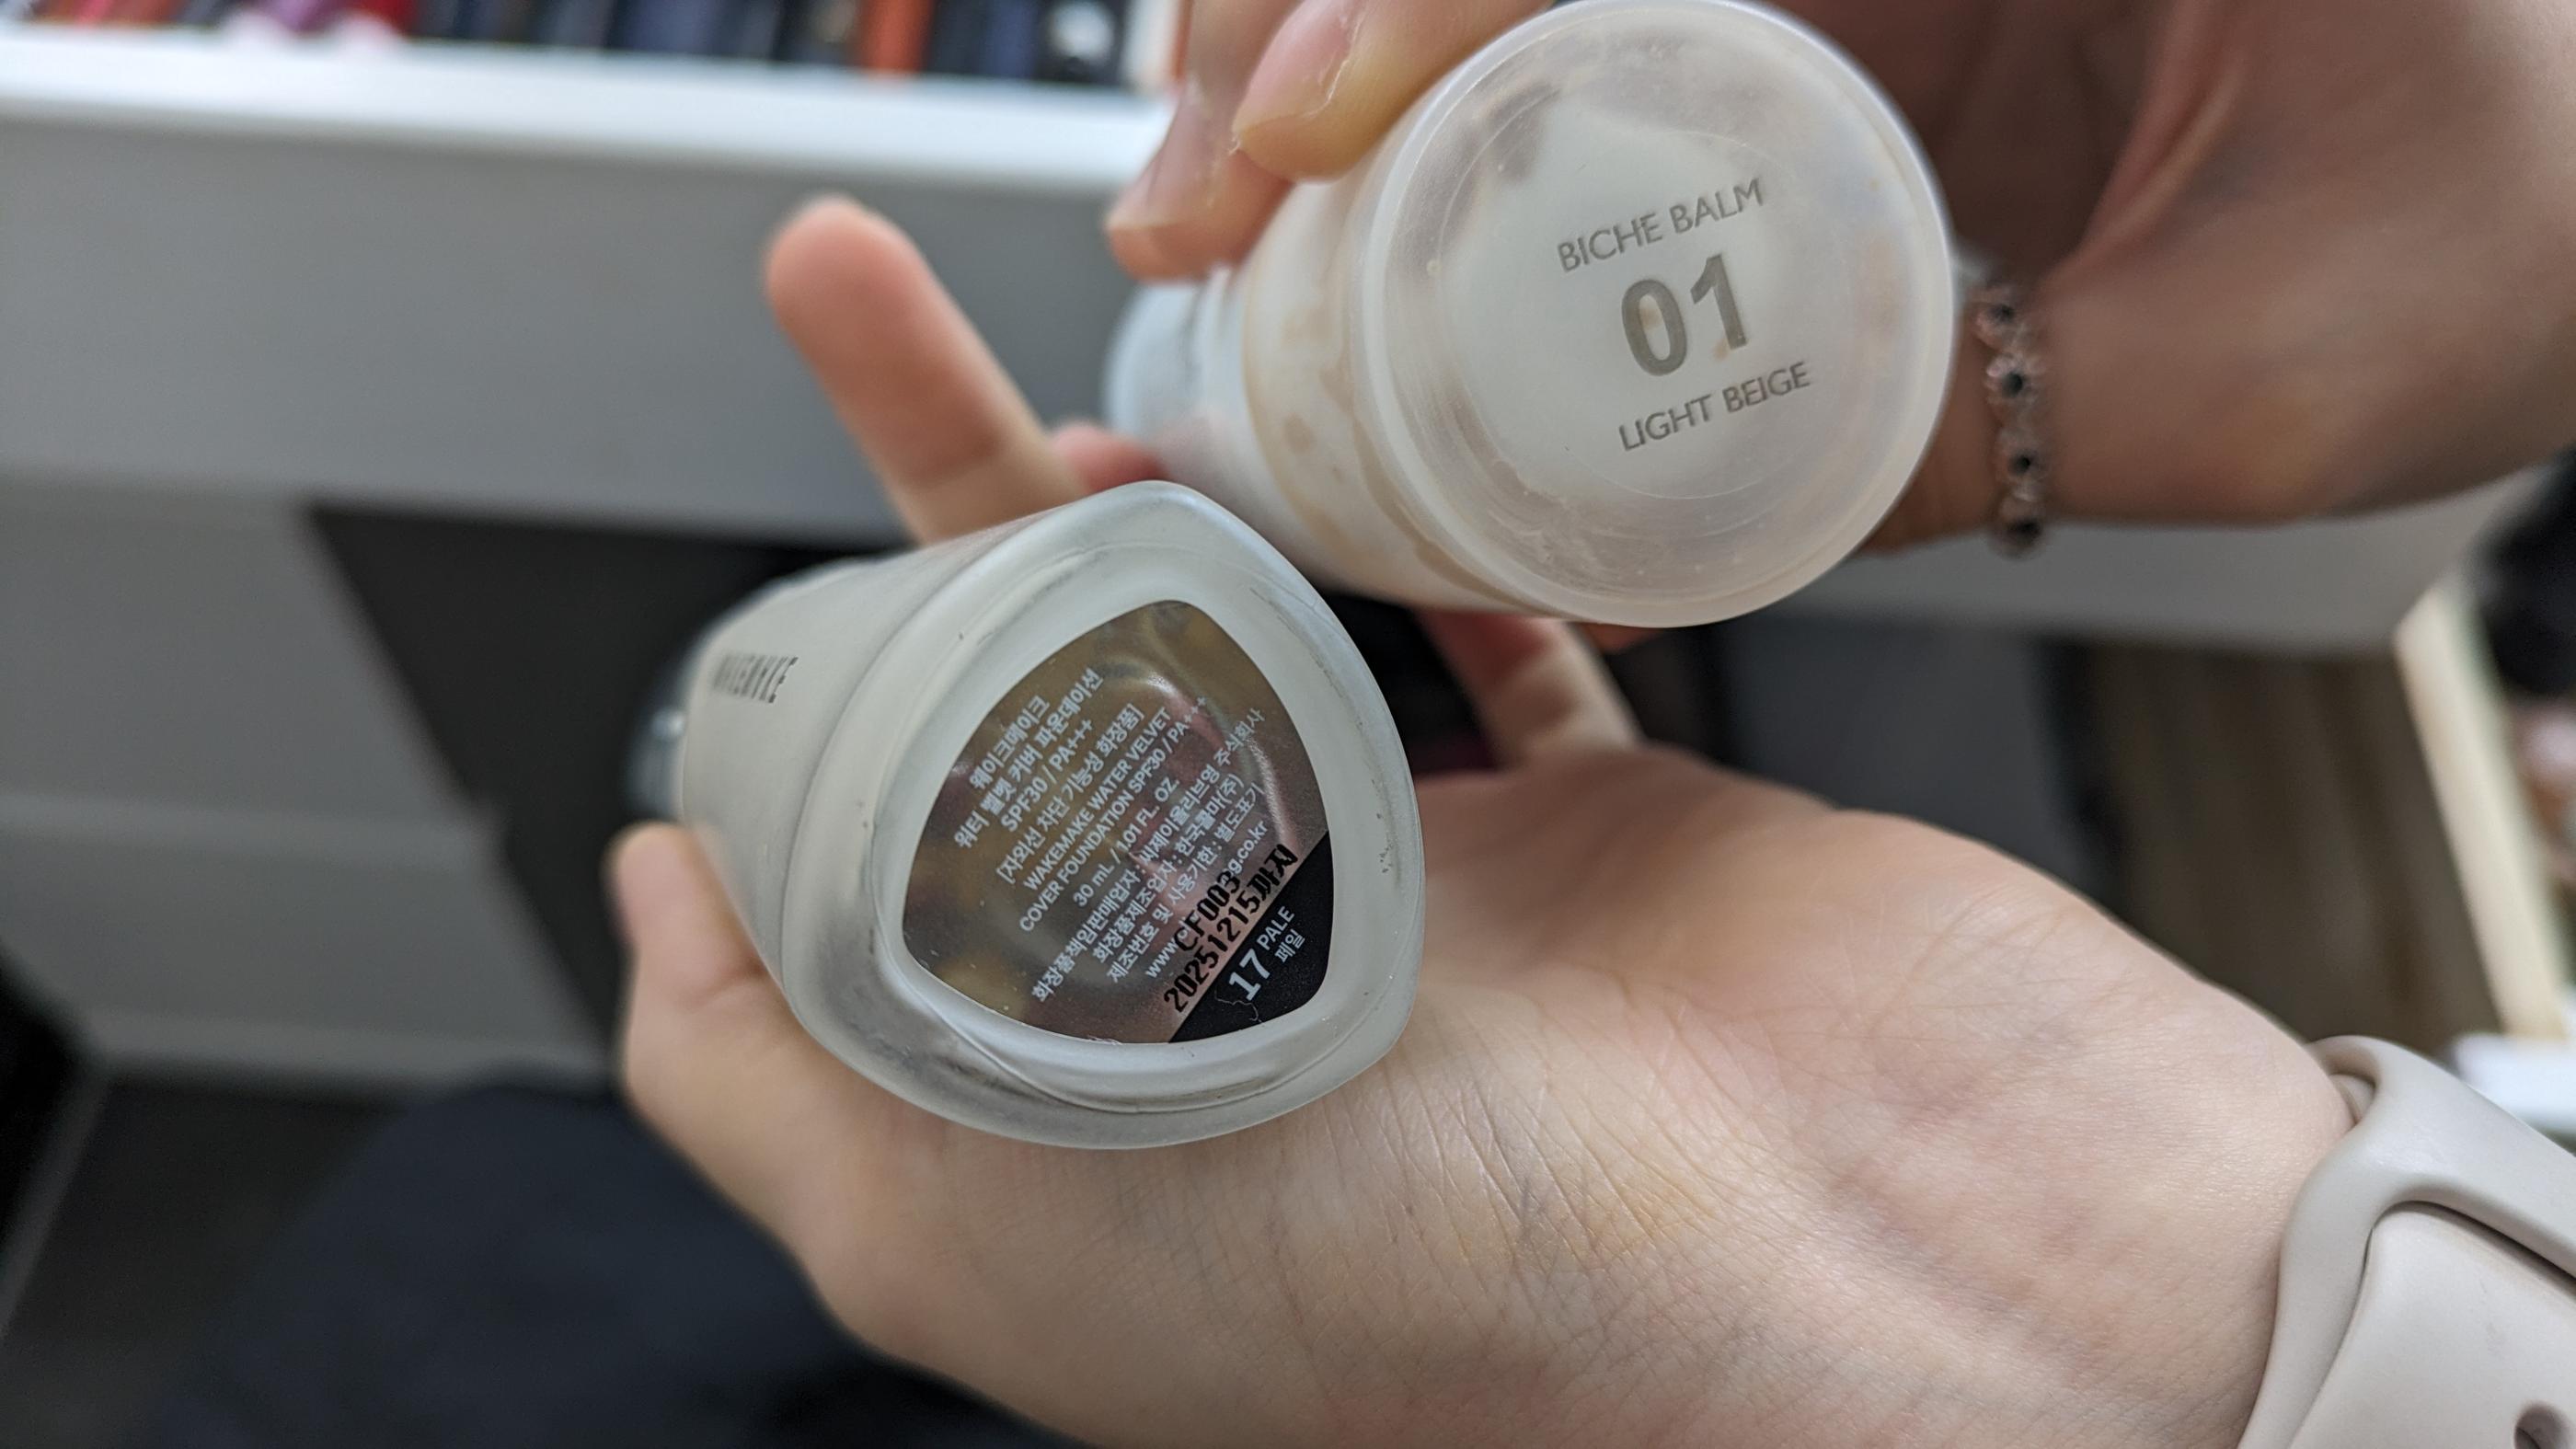 BICHE BALM
01
LIGHT BEIGE
웨이크메이크
워터 벨벳 커버 파운데이션
SPF30 / PA+++
[자외선 차단 기능성 화장품]
WAKEMAKE WATER VELVET
COVER FOUNDATION SPF30 / PA+++
30 mL / 1.01 FL. OZ.
화장품책임판매업자 : 씨제이올리브영 주식회사
화장품제조업자 : 한국콜마(주)
제조번호 및 사용기한 : 별도표기
CF003
20251215까지
17 PALE
페일